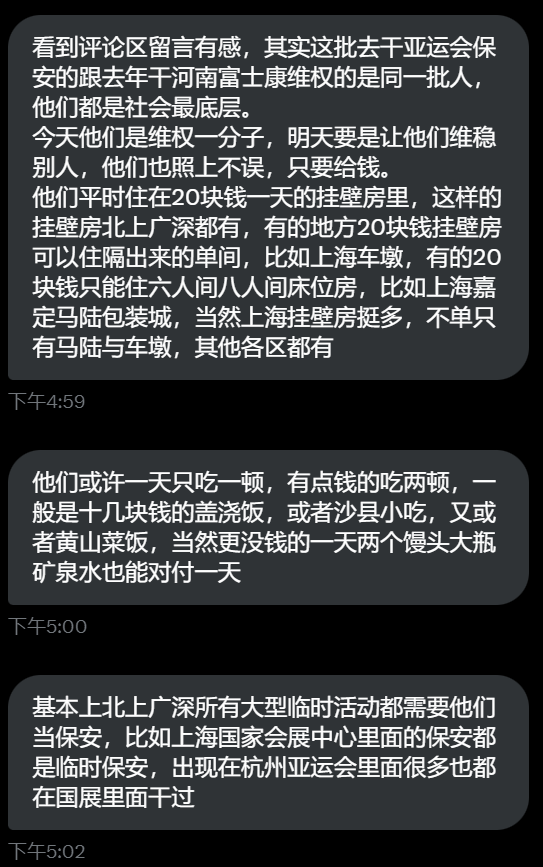 看到评论区留言有感，其实这批去干亚运会保
安的跟去年干河南富士康维权的是同一批人，
他们都是社会最底层。
今天他们是维权一分子，明天要是让他们维稳
别人，他们也照上不误，只要给钱。
他们平时住在20块钱一天的挂壁房里，这样的
挂壁房北上广深都有，有的地方20块钱挂壁房
可以住隔出来的单间，比如上海车墩，有的20
块钱只能住六人间八人间床位房，比如上海嘉
定马陆包装城，当然上海挂壁房挺多，不单只
有马陆与车墩，其他各区都有
下午4:59
他们或许一天只吃一顿，有点钱的吃两顿，一
般是十几块钱的盖浇饭，或者沙县小吃，又或
者黄山菜饭，当然更没钱的一天两个馒头大瓶
矿泉水也能对付一天
下午5:00
基本上北上广深所有大型临时活动都需要他们
当保安，比如上海国家会展中心里面的保安都
是临时保安，出现在杭州亚运会里面很多也都
在国展里面干过
下午5:02